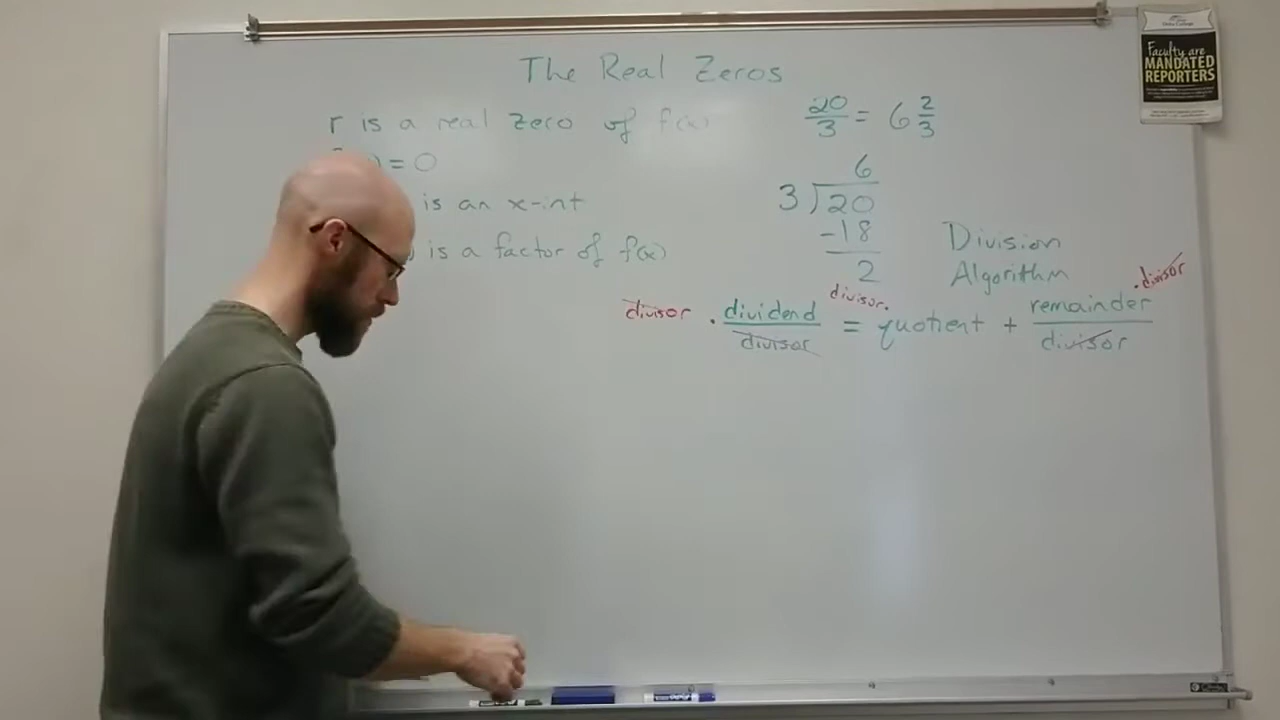 The Real Zeros
r is a real zero of f(x)
= 0
is an x-int
is a factor of f(x)
20/3 = 6 2/3
6
3 ) 20
-18
2
Division
Algorithm
divisor · dividend/divisor = divisor · quotient + remainder/divisor · divisor
Faculty are
MANDATED
REPORTERS